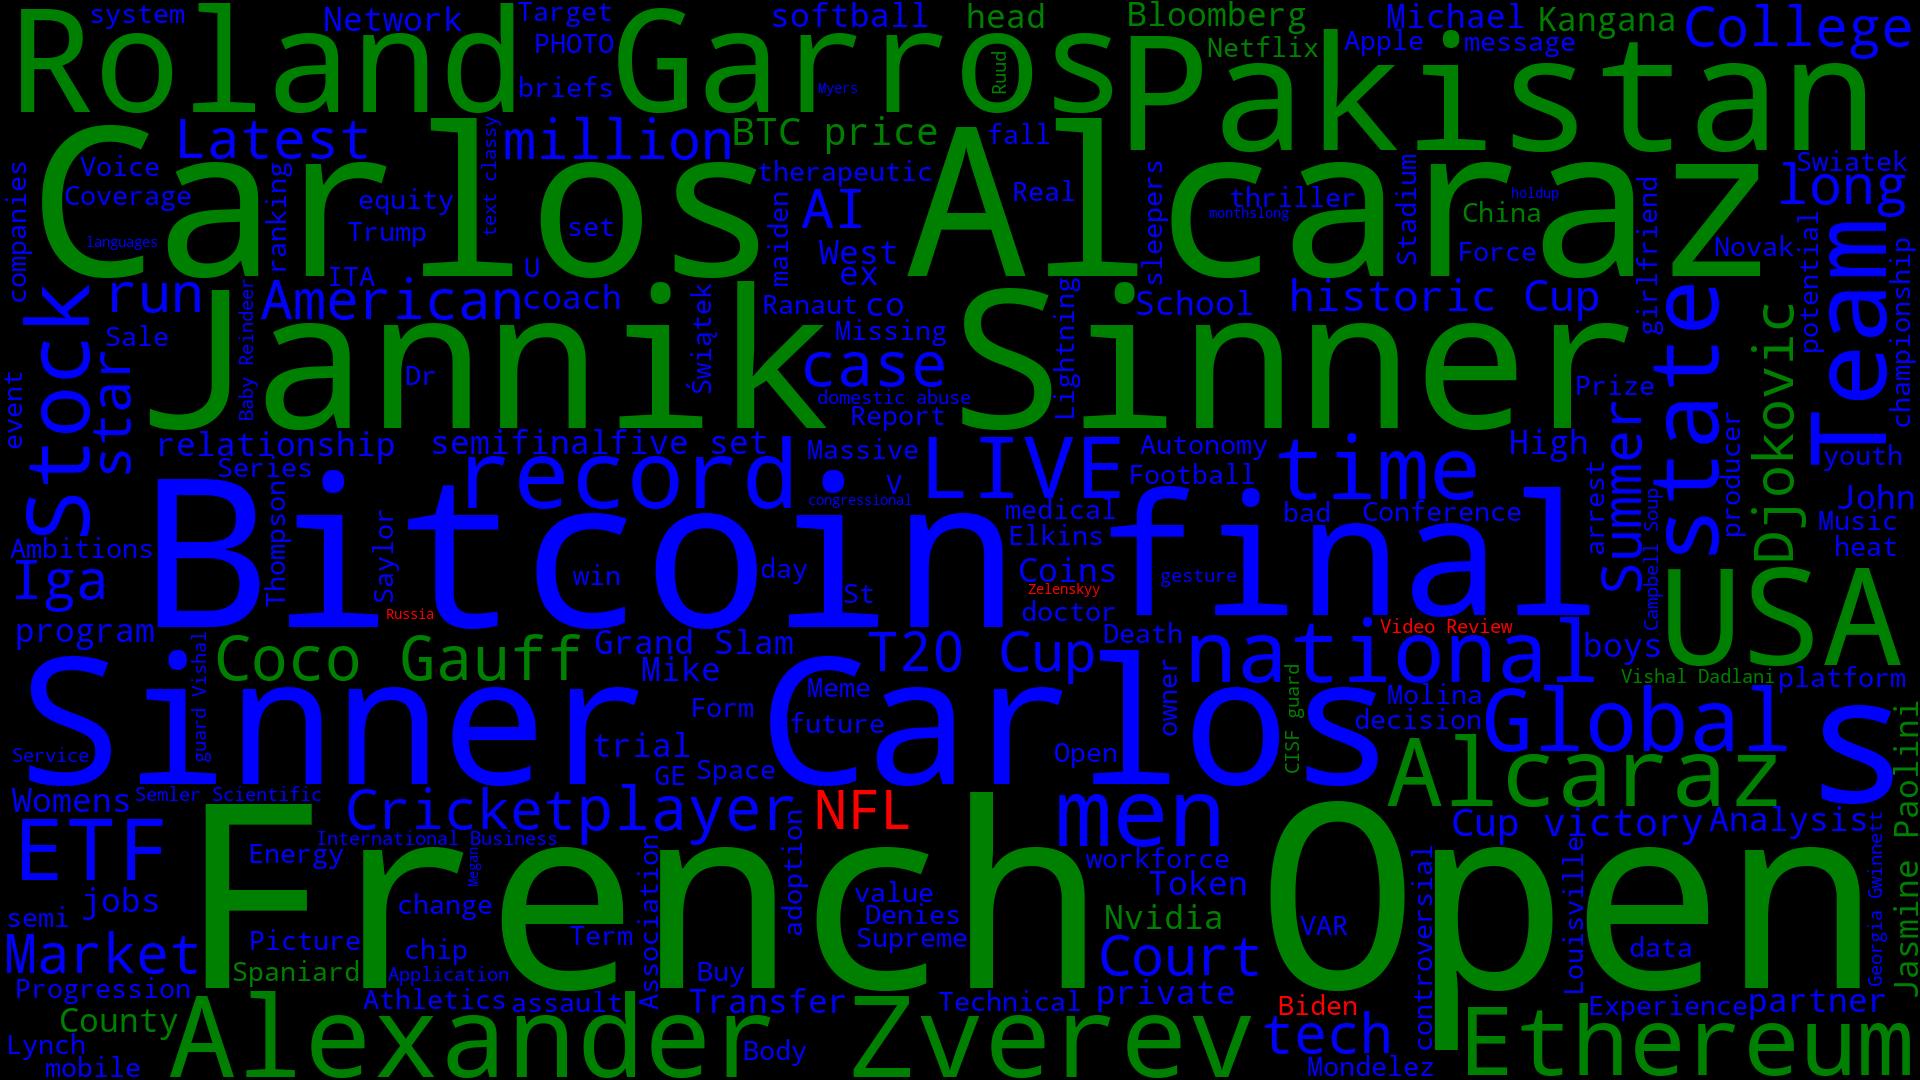 system
Network
Target
PHOTO
softball
head
Bloomberg
Netflix
Michael
Apple
message
Kangana
College
Roland Garros
briefs
Myers
Ruud
Pakistan
Latest
text classy
million
BTC price
fall
therapeutic
Voice
Coverage
companies
languages
ranking
equity
Trump
set
Carlos Alcaraz
maiden
AI
West
ex
Real
sleepers
thriller
monthslong
holdup
Stadium
China
Force
girlfriend
Swiatek
long
Novak
potential
ITA
U
run
American
coach
Ranaut
co
Missing
School
historic Cup
Team
championship
Stock
star
Sale
event
Baby Reindeer
Jannik Sinner
Dr
Świątek
case
domestic abuse
Report
Lightning
Prize
state
Djokovic
Summer
producer
youth
relationship
Series
semifinal
five set
Massive
record
V
congressional
LIVE
Autonomy
Football
time
High
arrest
John
Music
heat
Campbell Soup
Ambitions
Iga
program
Thompson
Saylor
Bitcoin
Russia
win
day
St
medical
Elkins
Coins
Zelenskyy
doctor
gesture
bad
Conference
final
USA
guard Vishal
Coco Gauff
Grand Slam
Mike
T20 Cup
Death
Video Review
national
boys
Vishal Dadlani
platform
Meme
future
Form
owner
CISF guard
Molina
decision
Global
s
Jasmine Paolini
Service
Sinner Carlos
trial
GE
Space
Open
Alcaraz
Womens
Semler Scientific
Cricket
player
NFL
men
Cup victory
Analysis
ETF
Energy
International Business
Megan
Association
adoption
workforce
Token
value
Denies
Supreme
Nvidia
jobs
semi
change
French Open
VAR
data
controversial
Louisville
Georgia Gwinnett
Market
Picture
Spaniard
chip
Application
Term
Buy
Court
Progression
Athletics
assault
Transfer
Technical
private
Biden
Experience
partner
County
Lynch
mobile
Alexander Zverev
Body
tech
Mondelez
Ethereum